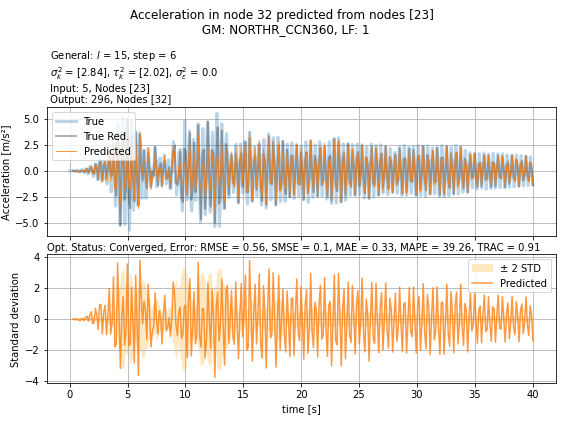 Acceleration in node 32 predicted from nodes [23]
GM: NORTHR_CCN360, LF: 1
General: l = 15, step = 6
σ²ₖ = [2.84], τ²ₖ = [2.02], σ²ₛ = 0.0
Input: 5, Nodes [23]
Output: 296, Nodes [32]
Acceleration [m/s²]
5.0
2.5
0.0
−2.5
−5.0
True
True Red.
Predicted
Opt. Status: Converged, Error: RMSE = 0.56, SMSE = 0.1, MAE = 0.33, MAPE = 39.26, TRAC = 0.91
Standard deviation
4
2
0
−2
−4
± 2 STD
Predicted
0 5 10 15 20 25 30 35 40
time [s]